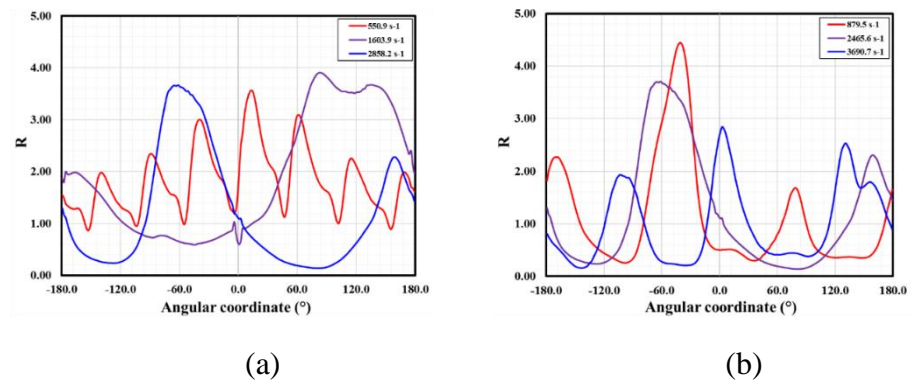 5.00
4.00
3.00
2.00
1.00
0.00
R
-180.0 -120.0 -60.0 0.0 60.0 120.0 180.0
Angular coordinate (°)
550.9 s-1
1603.9 s-1
2858.2 s-1
(a)
5.00
4.00
3.00
2.00
1.00
0.00
R
-180.0 -120.0 -60.0 0.0 60.0 120.0 180.0
Angular coordinate (°)
879.5 s-1
2465.6 s-1
3690.7 s-1
(b)